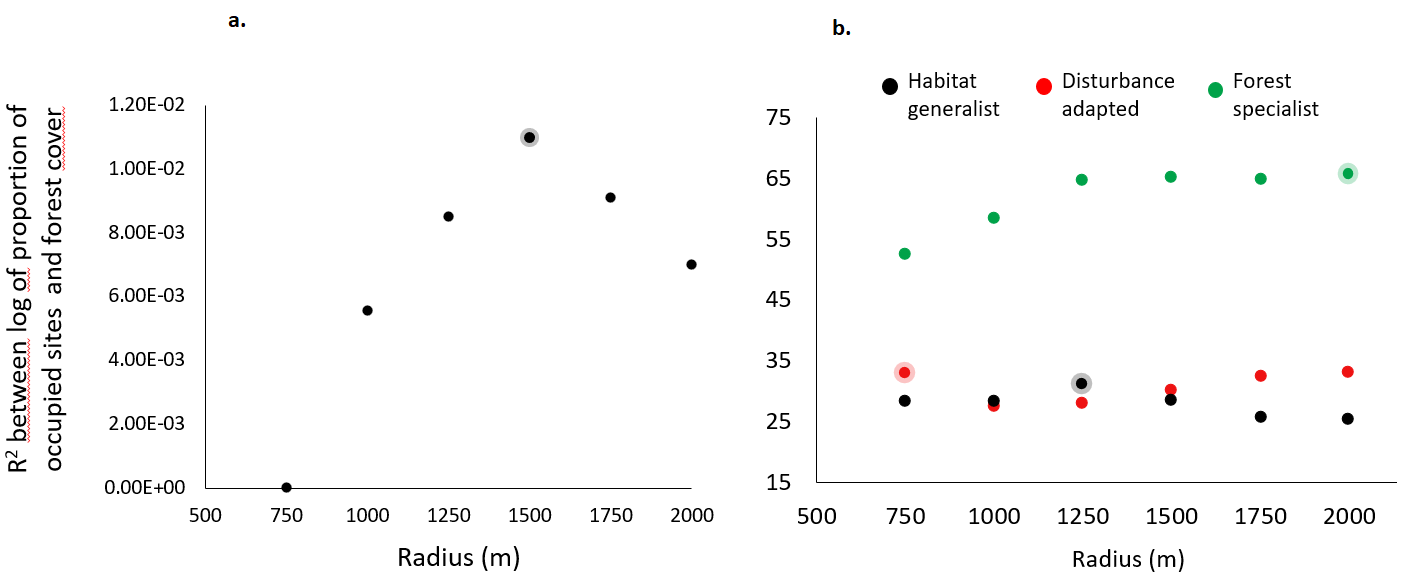 a.
R² between log of proportion of
occupied sites and forest cover
1.20E-02
1.00E-02
8.00E-03
6.00E-03
4.00E-03
2.00E-03
0.00E+00
500 750 1000 1250 1500 1750 2000
Radius (m)
b.
Habitat
generalist
Disturbance
adapted
Forest
specialist
75
65
55
45
35
25
15
500 750 1000 1250 1500 1750 2000
Radius (m)